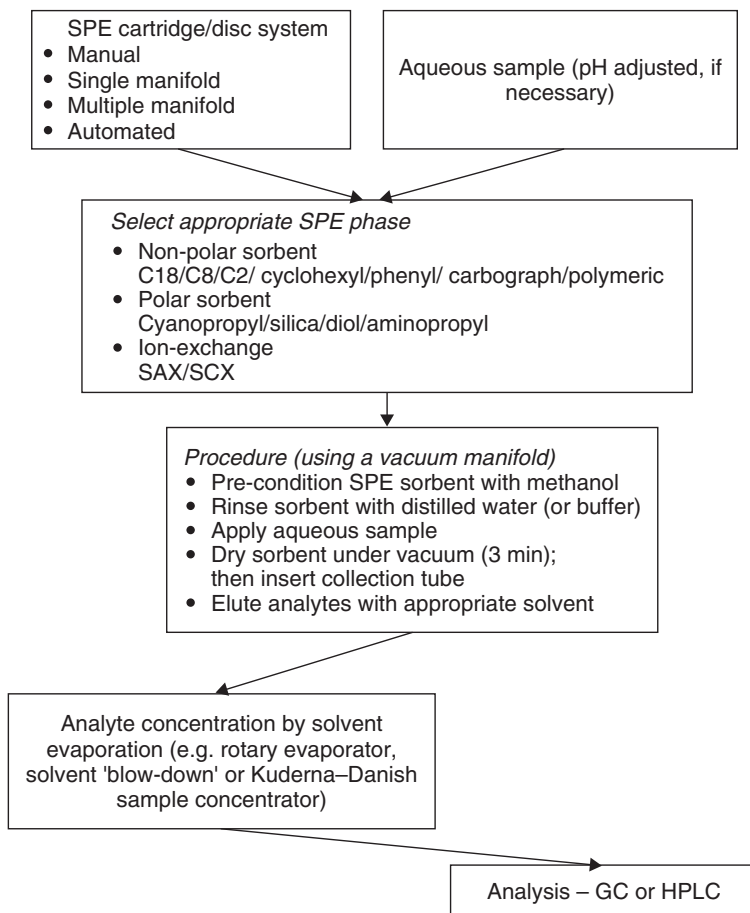 SPE cartridge/disc system
• Manual
• Single manifold
• Multiple manifold
• Automated
Aqueous sample (pH adjusted, if
necessary)
Select appropriate SPE phase
• Non-polar sorbent
C18/C8/C2/ cyclohexyl/phenyl/ carbograph/polymeric
• Polar sorbent
Cyanopropyl/silica/diol/aminopropyl
• Ion-exchange
SAX/SCX
Procedure (using a vacuum manifold)
• Pre-condition SPE sorbent with methanol
• Rinse sorbent with distilled water (or buffer)
• Apply aqueous sample
• Dry sorbent under vacuum (3 min);
then insert collection tube
• Elute analytes with appropriate solvent
Analyte concentration by solvent
evaporation (e.g. rotary evaporator,
solvent 'blow-down' or Kuderna–Danish
sample concentrator)
Analysis – GC or HPLC